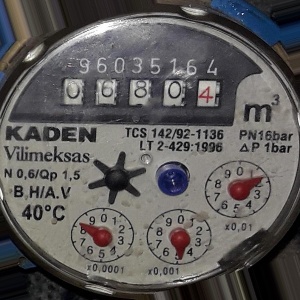 96035164
06804
m³
KADEN
TCS 142/92-1136
PN16bar
Vilimeksas
LT 2-429:1996
ΔP 1bar
N 0,6/Qp 1,5
B.H/A.V
40°C
x0,01
x0,0001
x0,001